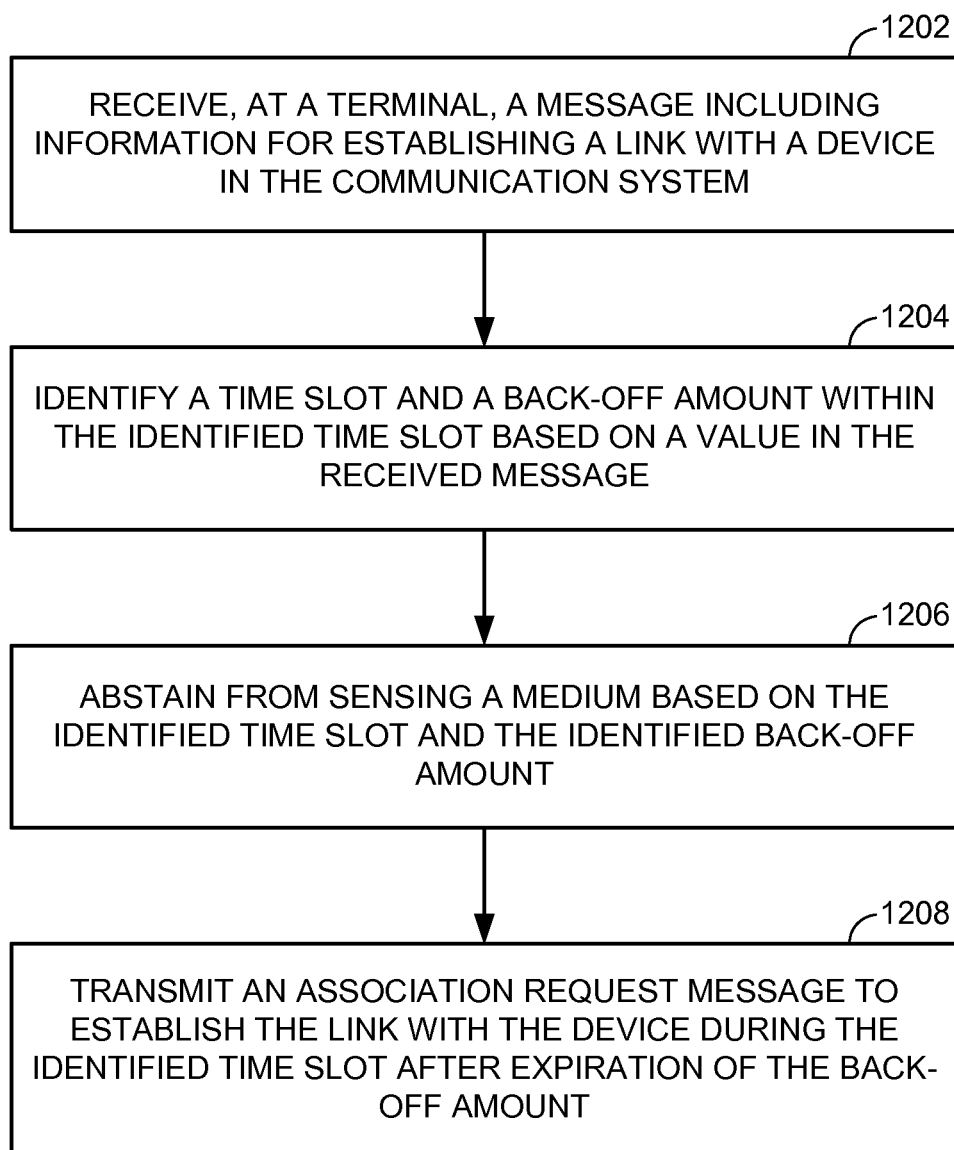 1202
RECEIVE, AT A TERMINAL, A MESSAGE INCLUDING
INFORMATION FOR ESTABLISHING A LINK WITH A DEVICE
IN THE COMMUNICATION SYSTEM
1204
IDENTIFY A TIME SLOT AND A BACK-OFF AMOUNT WITHIN
THE IDENTIFIED TIME SLOT BASED ON A VALUE IN THE
RECEIVED MESSAGE
1206
ABSTAIN FROM SENSING A MEDIUM BASED ON THE
IDENTIFIED TIME SLOT AND THE IDENTIFIED BACK-OFF
AMOUNT
1208
TRANSMIT AN ASSOCIATION REQUEST MESSAGE TO
ESTABLISH THE LINK WITH THE DEVICE DURING THE
IDENTIFIED TIME SLOT AFTER EXPIRATION OF THE BACK-
OFF AMOUNT